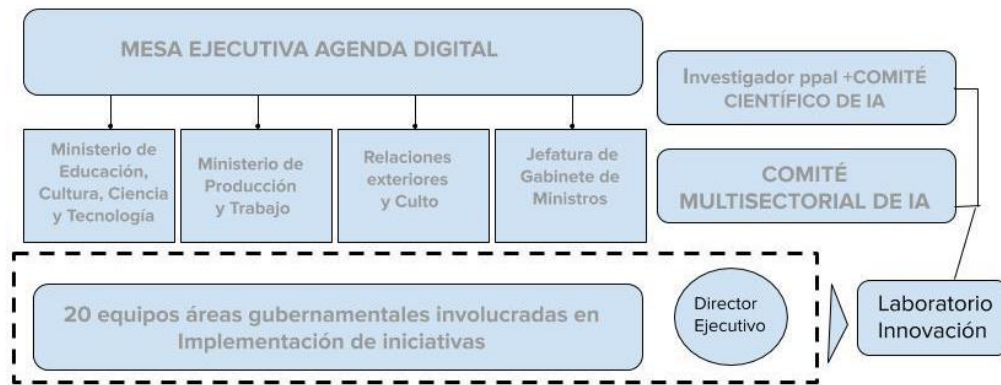 MESA EJECUTIVA AGENDA DIGITAL
Ministerio de
Educación,
Cultura, Ciencia
y Tecnología
Ministerio de
Producción
y Trabajo
Relaciones
exteriores
y Culto
Jefatura de
Gabinete de
Ministros
Investigador ppal +COMITÉ
CIENTÍFICO DE IA
COMITÉ
MULTISECTORIAL DE IA
20 equipos áreas gubernamentales involucradas en
Implementación de iniciativas
Director
Ejecutivo
Laboratorio
Innovación